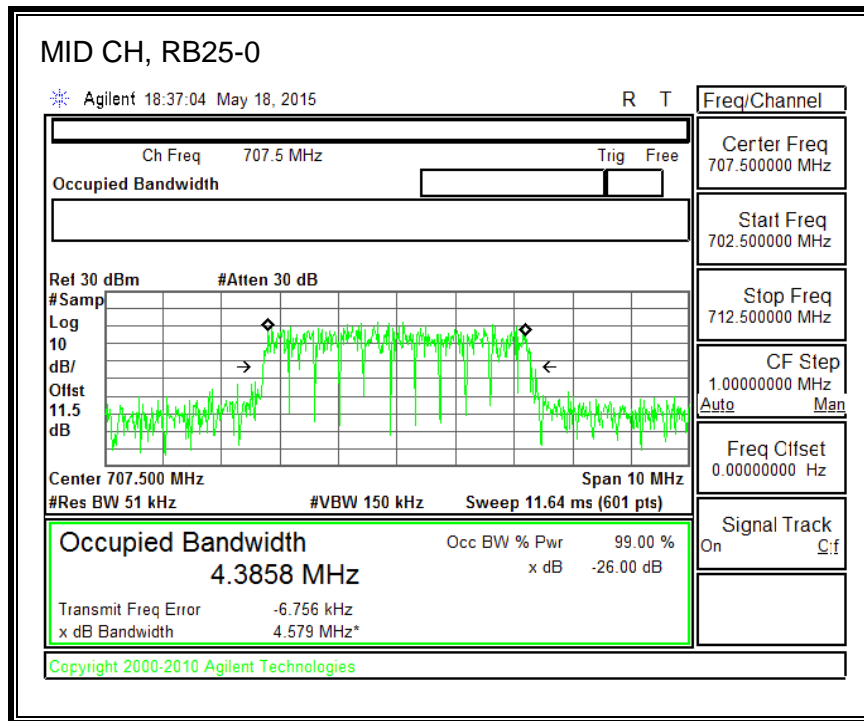 MID CH, RB25-0
Agilent 18:37:04 May 18, 2015 R T
Freq/Channel
Ch Freq 707.5 MHz Trig Free
Occupied Bandwidth
Center Freq
707.500000 MHz
Start Freq
702.500000 MHz
Stop Freq
712.500000 MHz
CF Step
1.00000000 MHz
Auto Man
Freq Offset
0.00000000 Hz
Signal Track
On Off
Ref 30 dBm #Atten 30 dB
#Samp
Log
10
dB/
Offst
11.5
dB
Center 707.500 MHz Span 10 MHz
#Res BW 51 kHz #VBW 150 kHz Sweep 11.64 ms (601 pts)
Occupied Bandwidth
4.3858 MHz
Occ BW % Pwr 99.00 %
x dB -26.00 dB
Transmit Freq Error -6.756 kHz
x dB Bandwidth 4.579 MHz*
Copyright 2000-2010 Agilent Technologies